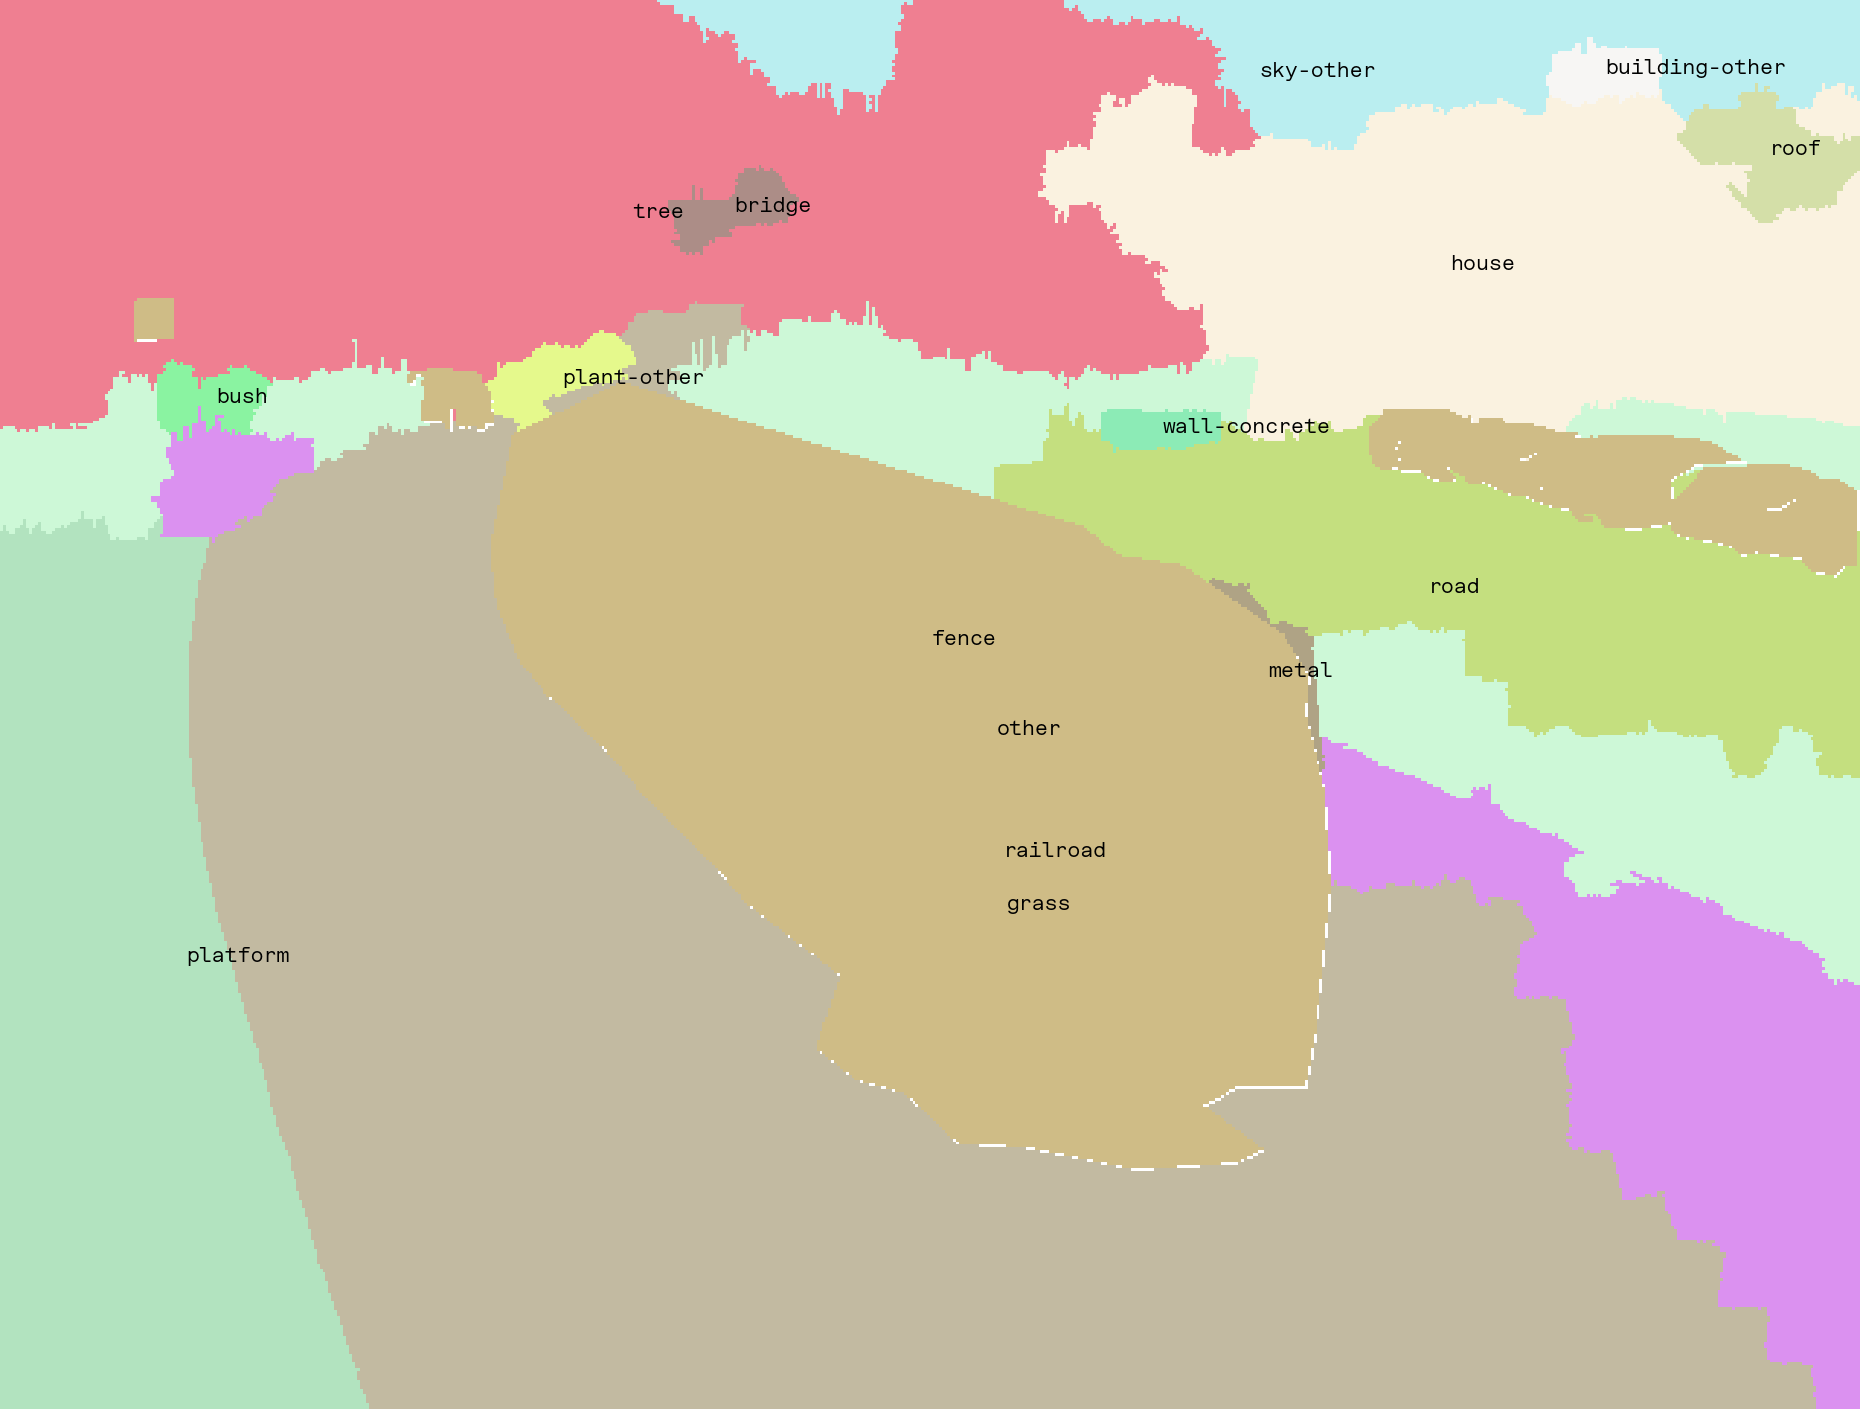 sky-other
building-other
roof
tree
bridge
house
plant-other
bush
wall-concrete
road
fence
metal
other
railroad
grass
platform